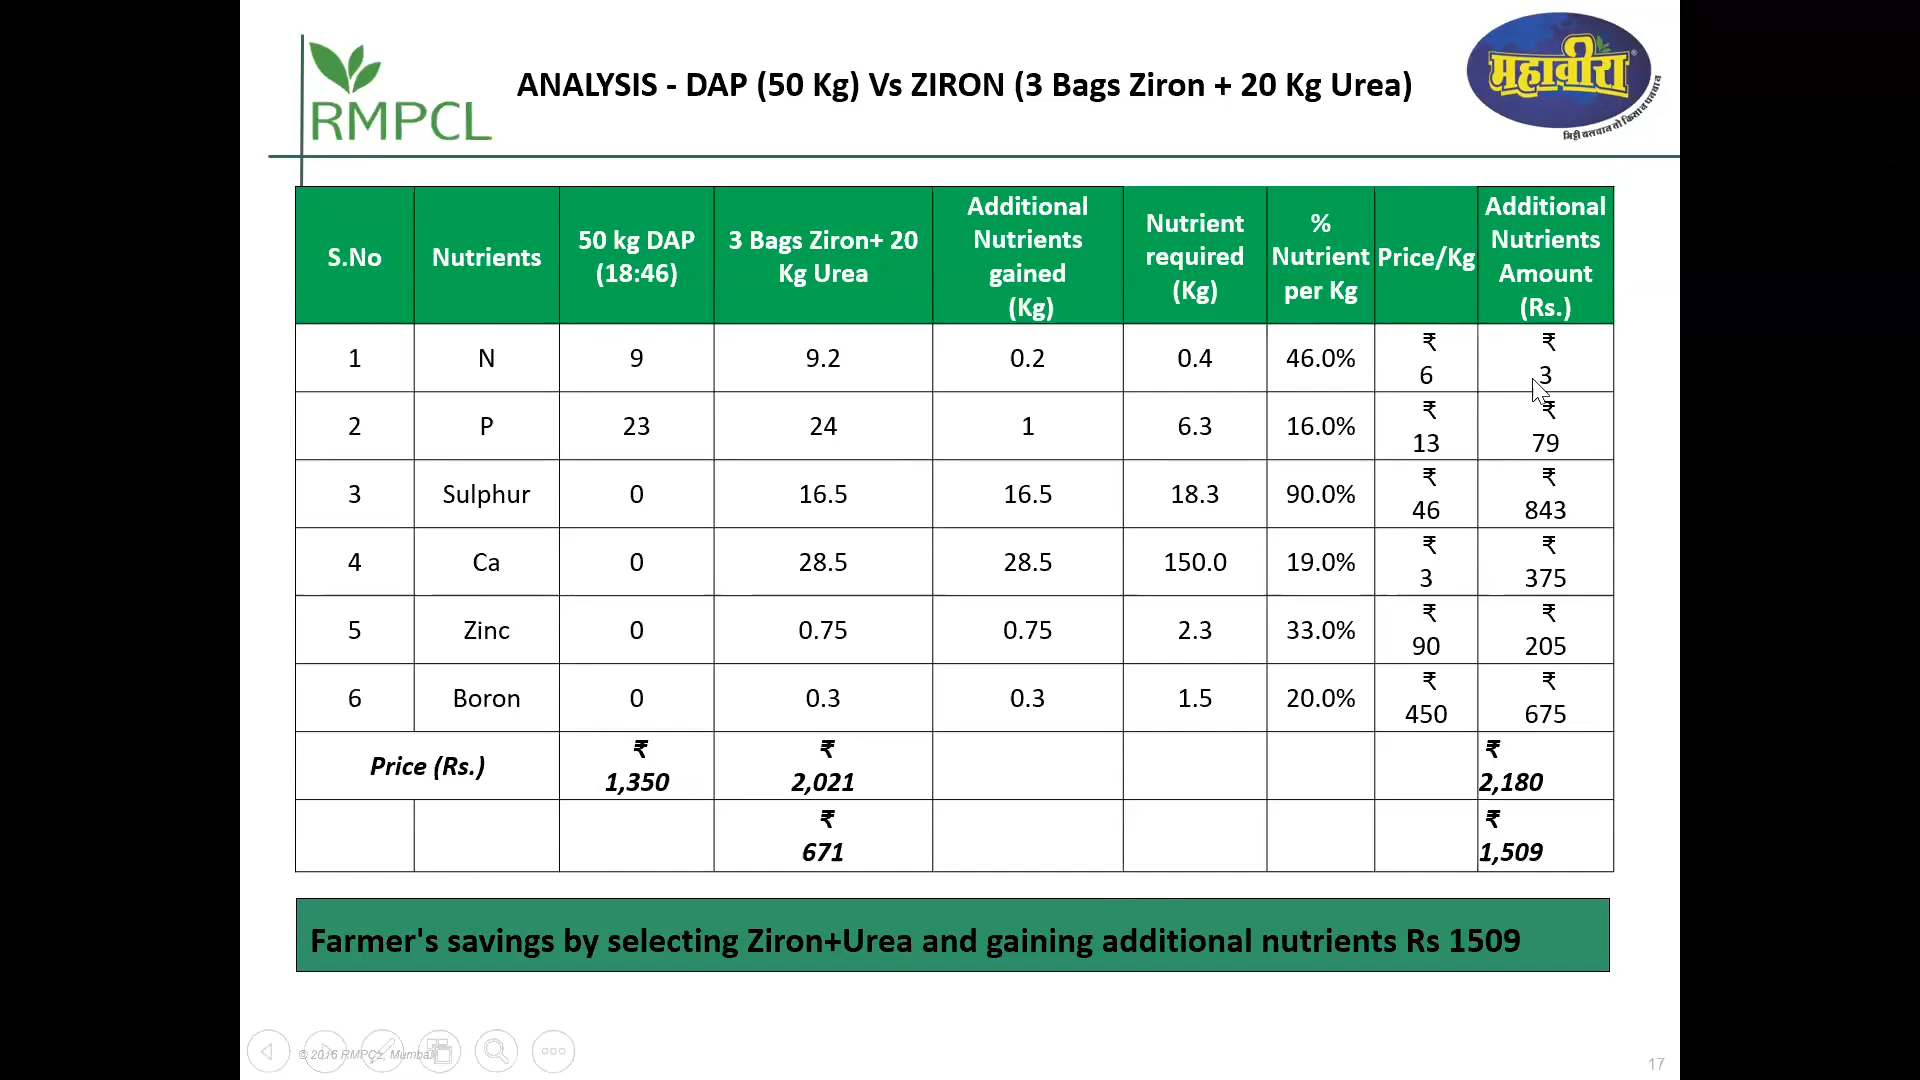 RMPCL
ANALYSIS - DAP (50 Kg) Vs ZIRON (3 Bags Ziron + 20 Kg Urea)
महावीरा
मिट्टी बलवान तो किसान धनवान
S.No | Nutrients | 50 kg DAP (18:46) | 3 Bags Ziron+ 20 Kg Urea | Additional Nutrients gained (Kg) | Nutrient required (Kg) | % Nutrient per Kg | Price/Kg | Additional Nutrients Amount (Rs.)
1 | N | 9 | 9.2 | 0.2 | 0.4 | 46.0% | ₹ 6 | ₹ 3
2 | P | 23 | 24 | 1 | 6.3 | 16.0% | ₹ 13 | ₹ 79
3 | Sulphur | 0 | 16.5 | 16.5 | 18.3 | 90.0% | ₹ 46 | ₹ 843
4 | Ca | 0 | 28.5 | 28.5 | 150.0 | 19.0% | ₹ 3 | ₹ 375
5 | Zinc | 0 | 0.75 | 0.75 | 2.3 | 33.0% | ₹ 90 | ₹ 205
6 | Boron | 0 | 0.3 | 0.3 | 1.5 | 20.0% | ₹ 450 | ₹ 675
Price (Rs.) | ₹ 1,350 | ₹ 2,021 | ₹ 2,180
₹ 671 | ₹ 1,509
Farmer's savings by selecting Ziron+Urea and gaining additional nutrients Rs 1509
© 2016 RMPCL, Mumbai
17